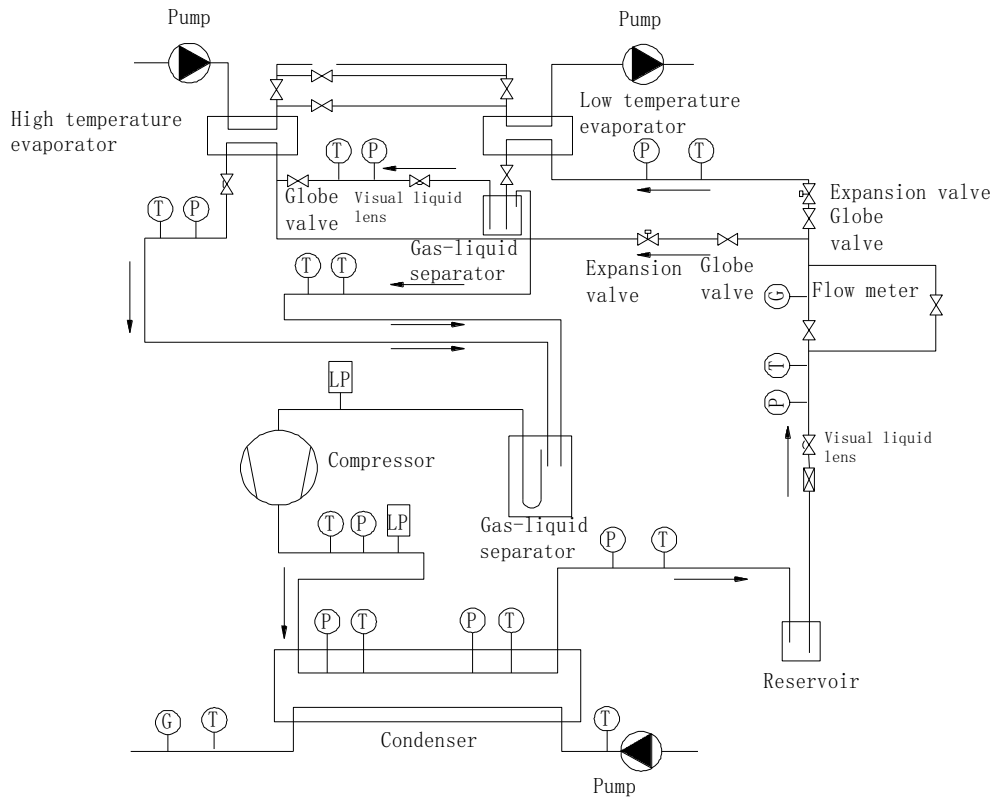 Pump
Pump
High temperature
evaporator
Low temperature
evaporator
T
P
P
T
Globe
valve
Visual liquid
lens
Expansion valve
Globe
valve
T
P
Gas-liquid
separator
T
T
Expansion
valve
Globe
valve
G
Flow meter
T
P
LP
Compressor
Visual liquid
lens
T
P
LP
Gas-liquid
separator
P
T
P
T
P
T
Reservoir
G
T
Condenser
T
Pump